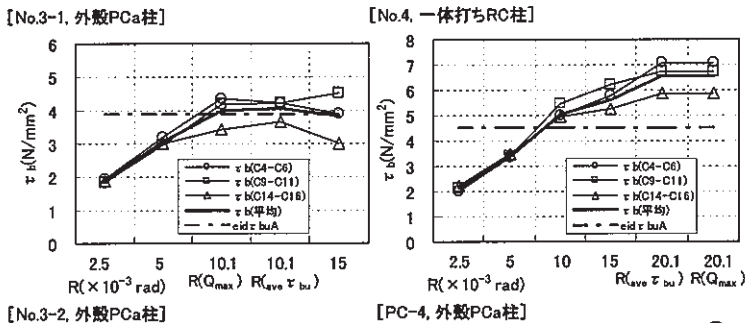 [No.3-1, 外殻PCa柱]
τb(N/mm²)
6
5
4
3
2
1
0
τb(C4-C6)
τb(C9-C11)
τb(C14-C16)
τb(平均)
eidτbuA
2.5 5 10.1 10.1 15
R(×10⁻³ rad) R(Qmax) R(ave τbu)
[No.4, 一体打ちRC柱]
τb(N/mm²)
8
7
6
5
4
3
2
1
0
τb(C4-C6)
τb(C9-C11)
τb(C14-C16)
τb(平均)
eidτbuA
2.5 5 10 15 20.1 20.1
R(×10⁻³ rad) R(ave τbu) R(Qmax)
[No.3-2, 外殻PCa柱]
[PC-4, 外殻PCa柱]